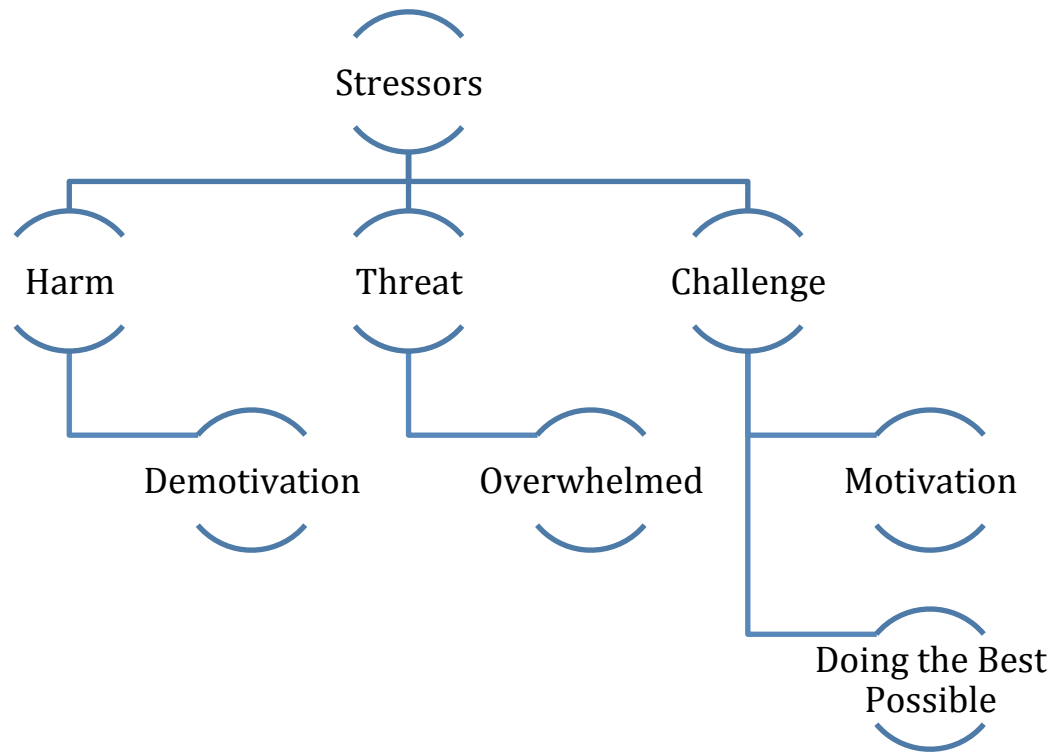 Stressors
Harm
Threat
Challenge
Demotivation
Overwhelmed
Motivation
Doing the Best
Possible